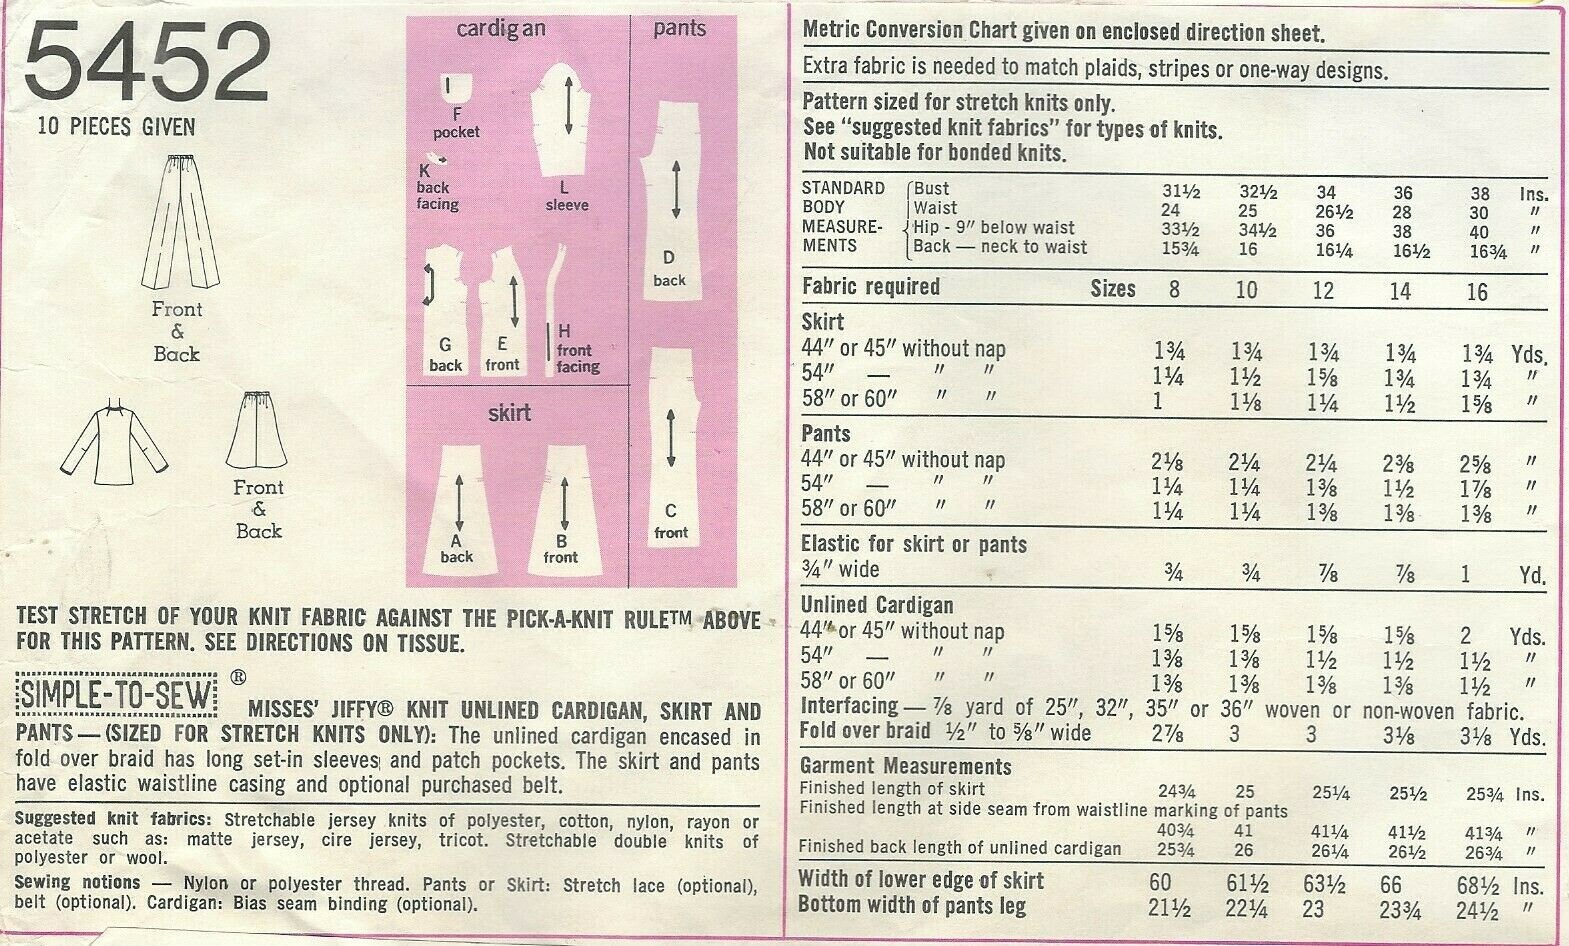 5452
10 PIECES GIVEN
Front
&
Back
Front
&
Back
cardigan
pants
F
pocket
K
back
facing
L
sleeve
D
back
G
back
E
front
H
front
facing
skirt
A
back
B
front
C
front
TEST STRETCH OF YOUR KNIT FABRIC AGAINST THE PICK-A-KNIT RULE™ ABOVE
FOR THIS PATTERN. SEE DIRECTIONS ON TISSUE.
SIMPLE-TO-SEW ®
MISSES' JIFFY® KNIT UNLINED CARDIGAN, SKIRT AND
PANTS — (SIZED FOR STRETCH KNITS ONLY): The unlined cardigan encased in
fold over braid has long set-in sleeves and patch pockets. The skirt and pants
have elastic waistline casing and optional purchased belt.
Suggested knit fabrics: Stretchable jersey knits of polyester, cotton, nylon, rayon or
acetate such as: matte jersey, cire jersey, tricot. Stretchable double knits of
polyester or wool.
Sewing notions — Nylon or polyester thread. Pants or Skirt: Stretch lace (optional),
belt (optional). Cardigan: Bias seam binding (optional).
Metric Conversion Chart given on enclosed direction sheet.
Extra fabric is needed to match plaids, stripes or one-way designs.
Pattern sized for stretch knits only.
See "suggested knit fabrics" for types of knits.
Not suitable for bonded knits.
STANDARD Bust 31½ 32½ 34 36 38 Ins.
BODY Waist 24 25 26½ 28 30 "
MEASURE- Hip - 9" below waist 33½ 34½ 36 38 40 "
MENTS Back — neck to waist 15¾ 16 16¼ 16½ 16¾ "
Fabric required Sizes 8 10 12 14 16
Skirt
44" or 45" without nap 1¾ 1¾ 1¾ 1¾ 1¾ Yds.
54" — " " 1¼ 1½ 1⅝ 1¾ 1¾ "
58" or 60" " " 1 1⅛ 1¼ 1½ 1⅝ "
Pants
44" or 45" without nap 2⅛ 2¼ 2¼ 2⅜ 2⅝ "
54" — " " 1¼ 1¼ 1⅜ 1½ 1⅞ "
58" or 60" " " 1¼ 1¼ 1⅜ 1⅜ 1⅜ "
Elastic for skirt or pants
¾" wide ¾ ¾ ⅞ ⅞ 1 Yd.
Unlined Cardigan
44" or 45" without nap 1⅝ 1⅝ 1⅝ 1⅝ 2 Yds.
54" — " " 1⅜ 1⅜ 1½ 1½ 1½ "
58" or 60" " " 1⅜ 1⅜ 1⅜ 1⅜ 1½ "
Interfacing — ⅞ yard of 25", 32", 35" or 36" woven or non-woven fabric.
Fold over braid ½" to ⅝" wide 2⅞ 3 3 3⅛ 3⅛ Yds.
Garment Measurements
Finished length of skirt 24¾ 25 25¼ 25½ 25¾ Ins.
Finished length at side seam from waistline marking of pants
40¾ 41 41¼ 41½ 41¾ "
Finished back length of unlined cardigan 25¾ 26 26¼ 26½ 26¾ "
Width of lower edge of skirt 60 61½ 63½ 66 68½ Ins.
Bottom width of pants leg 21½ 22¼ 23 23¾ 24½ "